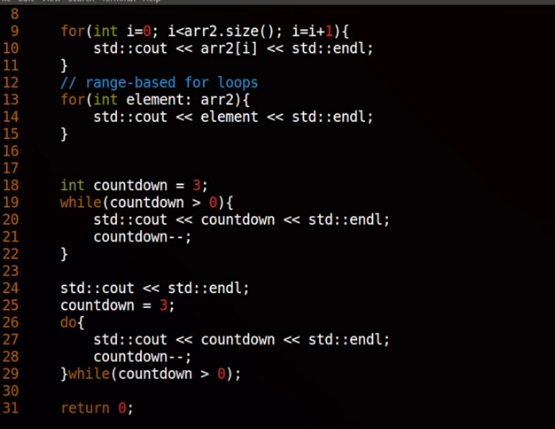 8
9 for(int i=0; i<arr2.size(); i=i+1){
10 std::cout << arr2[i] << std::endl;
11 }
12 // range-based for loops
13 for(int element: arr2){
14 std::cout << element << std::endl;
15 }
16
17
18 int countdown = 3;
19 while(countdown > 0){
20 std::cout << countdown << std::endl;
21 countdown--;
22 }
23
24 std::cout << std::endl;
25 countdown = 3;
26 do{
27 std::cout << countdown << std::endl;
28 countdown--;
29 }while(countdown > 0);
30
31 return 0;